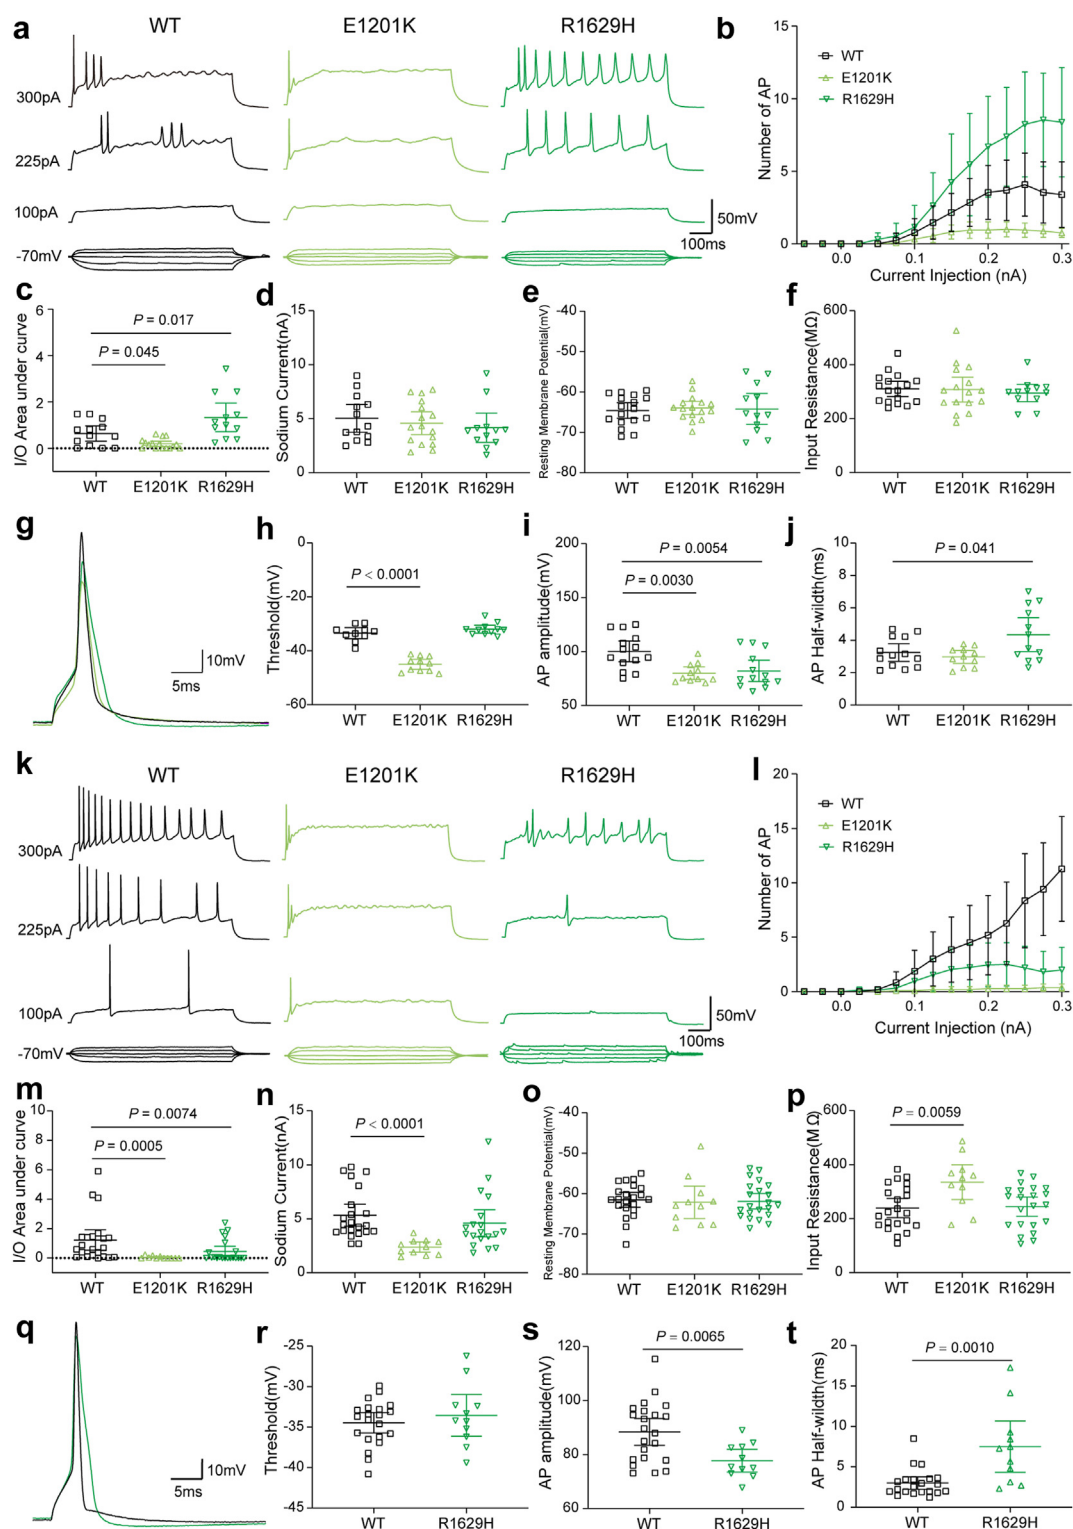 a
WT
E1201K
R1629H
300pA
225pA
100pA
-70mV
50mV
100ms
b
Number of AP
15
10
5
0
WT
E1201K
R1629H
0.0
0.1
0.2
0.3
Current Injection (nA)
c
I/O Area under curve
6
4
2
0
P = 0.017
P = 0.045
WT
E1201K
R1629H
d
Sodium Current(nA)
15
10
5
0
WT
E1201K
R1629H
e
Resting Membrane Potential(mV)
-40
-50
-60
-70
-80
WT
E1201K
R1629H
f
Input Resistance(MΩ)
600
400
200
0
WT
E1201K
R1629H
g
10mV
5ms
h
Threshold(mV)
0
-20
-40
-60
P < 0.0001
WT
E1201K
R1629H
i
AP amplitude(mV)
200
150
100
50
P = 0.0054
P = 0.0030
WT
E1201K
R1629H
j
AP Half-wildth(ms)
10
8
6
4
2
0
P = 0.041
WT
E1201K
R1629H
k
WT
E1201K
R1629H
300pA
225pA
100pA
-70mV
50mV
100ms
l
Number of AP
20
15
10
5
0
WT
E1201K
R1629H
0.0
0.1
0.2
0.3
Current Injection (nA)
m
I/O Area under curve
10
8
6
4
2
0
P = 0.0074
P = 0.0005
WT
E1201K
R1629H
n
Sodium Current(nA)
15
10
5
0
P < 0.0001
WT
E1201K
R1629H
o
Resting Membrane Potential(mV)
-40
-50
-60
-70
-80
WT
E1201K
R1629H
p
Input Resistance(MΩ)
600
400
200
0
P = 0.0059
WT
E1201K
R1629H
q
10mV
5ms
r
Threshold(mV)
-25
-30
-35
-40
-45
WT
R1629H
s
AP amplitude(mV)
120
100
80
60
P = 0.0065
WT
R1629H
t
AP Half-wildth(ms)
20
15
10
5
0
P = 0.0010
WT
R1629H